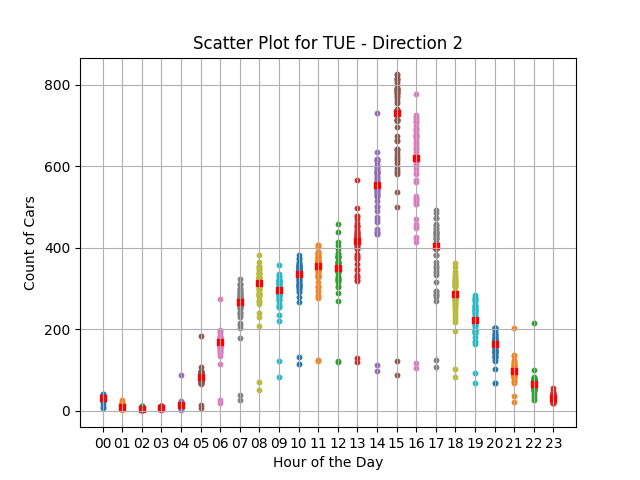 Scatter Plot for TUE - Direction 2
Count of Cars
800
600
400
200
0
00 01 02 03 04 05 06 07 08 09 10 11 12 13 14 15 16 17 18 19 20 21 22 23
Hour of the Day